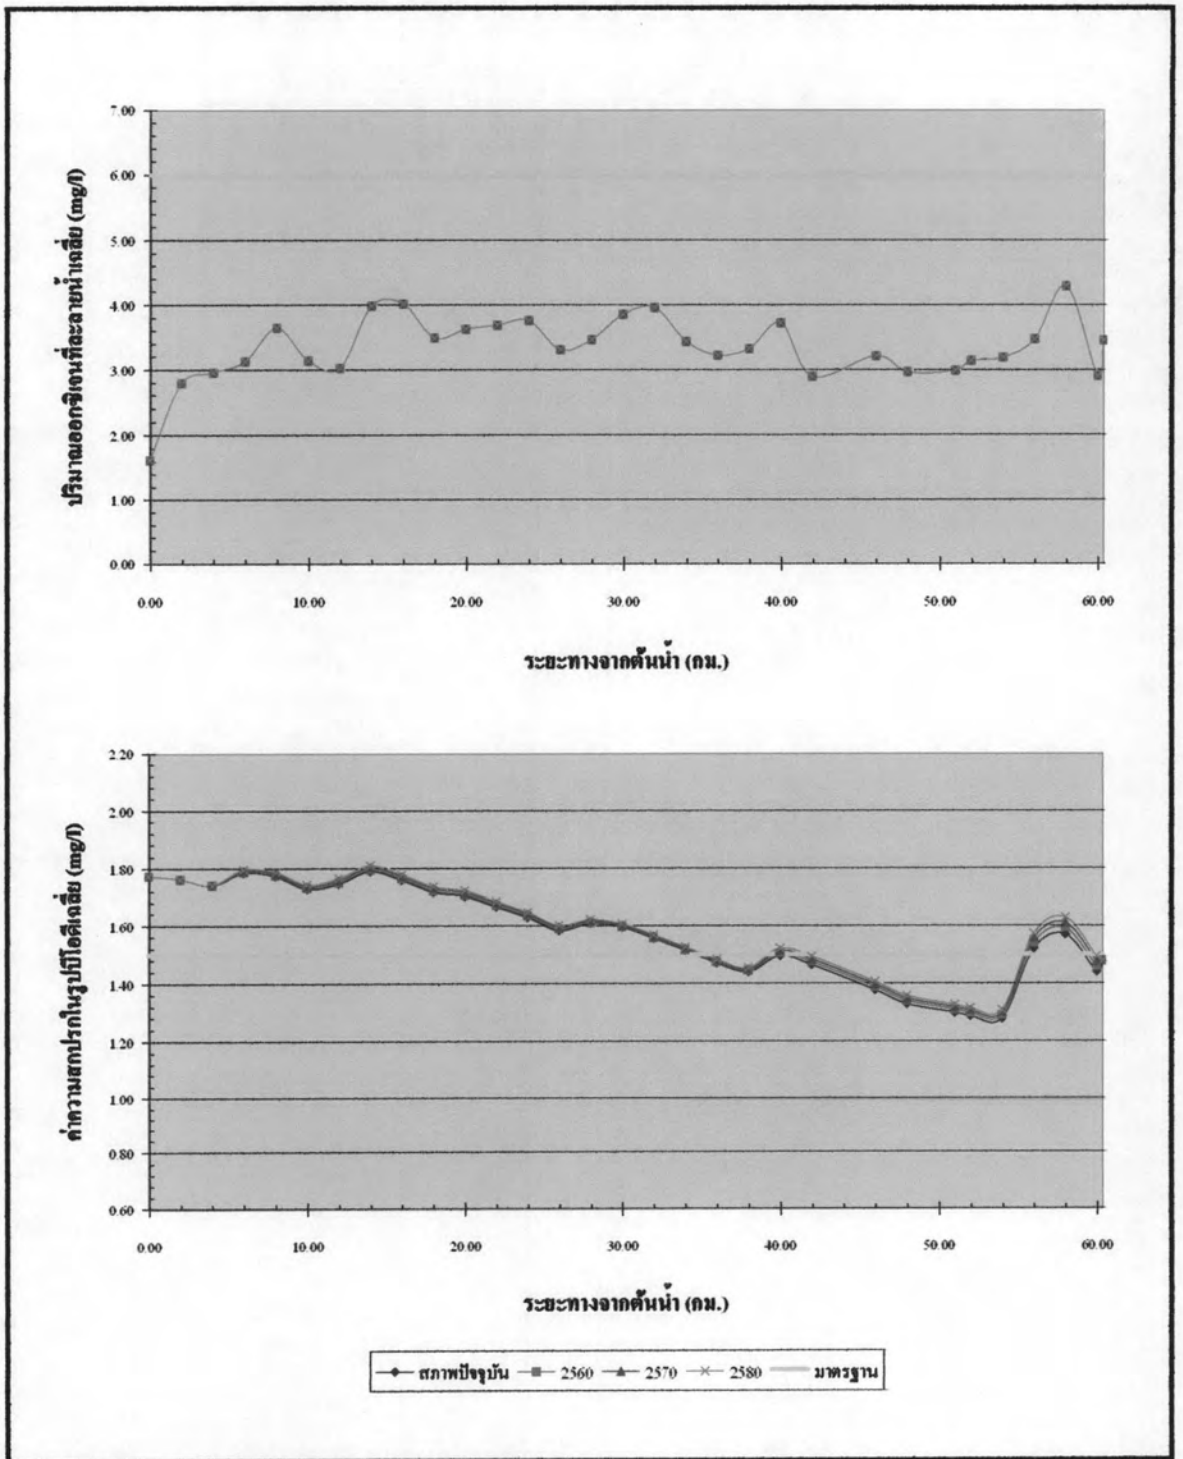 7.00
6.00
5.00
4.00
3.00
2.00
1.00
0.00
ปริมาณออกซิเจนที่ละลายน้ำเฉลี่ย (mg/l)
0.00 10.00 20.00 30.00 40.00 50.00 60.00
ระยะทางจากต้นน้ำ (กม.)
2.20
2.00
1.80
1.60
1.40
1.20
1.00
0.80
0.60
ค่าความสกปรกในรูปบีโอดีเฉลี่ย (mg/l)
0.00 10.00 20.00 30.00 40.00 50.00 60.00
ระยะทางจากต้นน้ำ (กม.)
สภาพปัจจุบัน 2560 2570 2580 มาตรฐาน